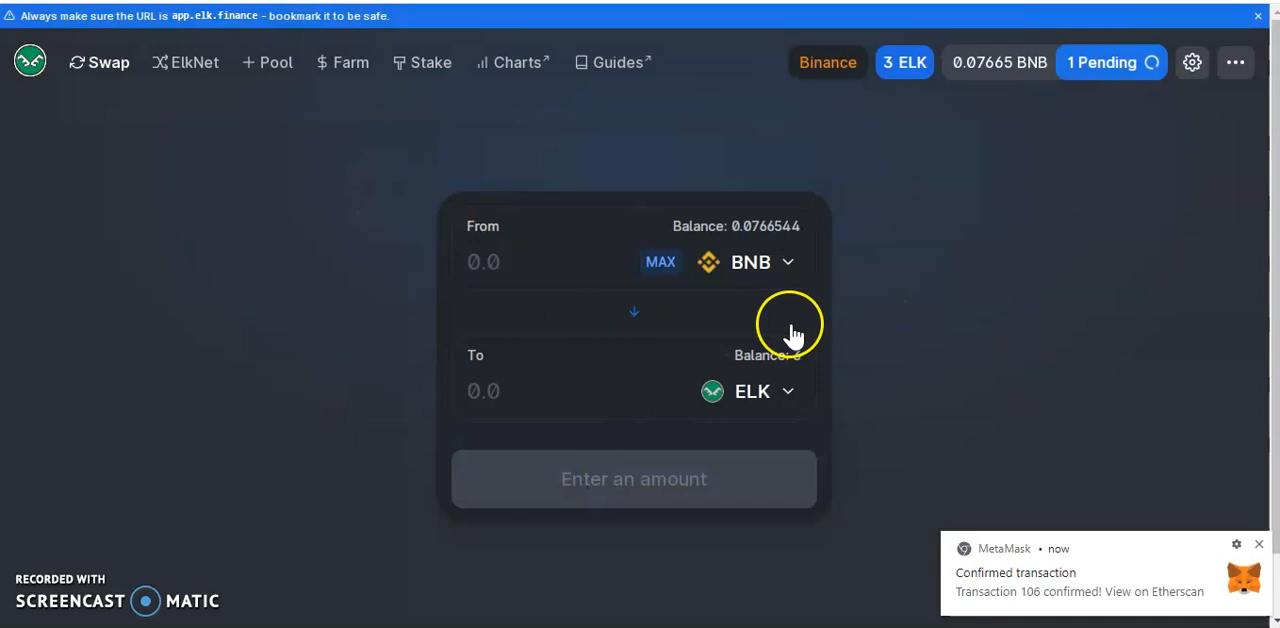 Always make sure the URL is app.elk.finance - bookmark it to be safe.
Swap ElkNet + Pool $ Farm Stake Charts↗ Guides↗ Binance 3 ELK 0.07665 BNB 1 Pending
From Balance: 0.0766544
0.0 MAX BNB
To Balance:
0.0 ELK
Enter an amount
MetaMask • now
Confirmed transaction
Transaction 106 confirmed! View on Etherscan
RECORDED WITH
SCREENCAST MATIC